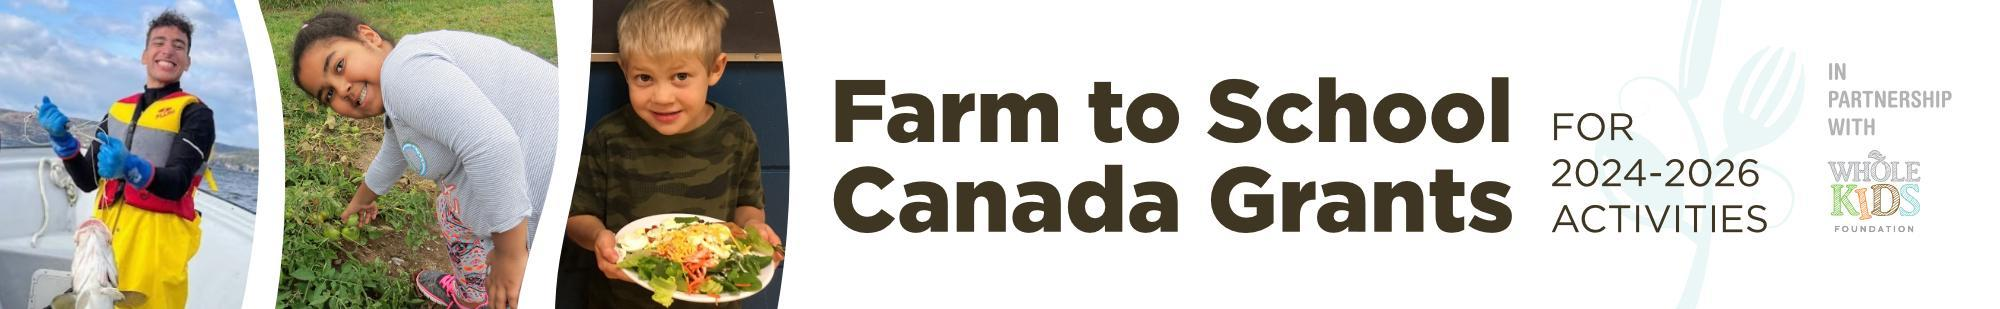 Farm to School
Canada Grants
FOR
2024-2026
ACTIVITIES
IN
PARTNERSHIP
WITH
WHOLE
KIDS
FOUNDATION